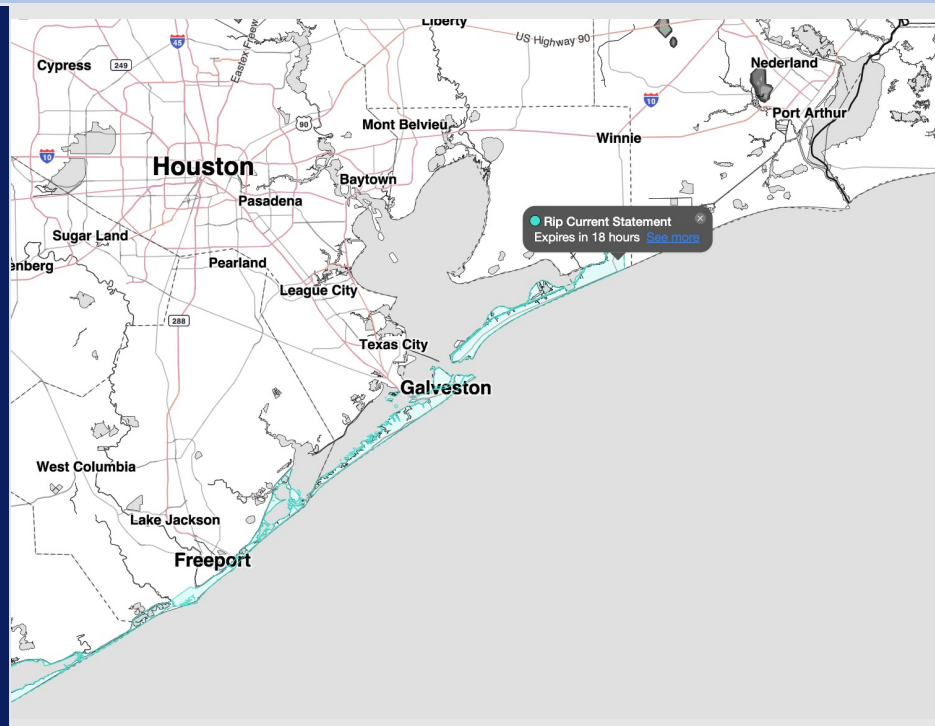 Liberty
45
Eastex Freew
US Highway 90
Cypress
249
Nederland
10
90
Mont Belvieu
Port Arthur
Winnie
10
Houston
Baytown
Pasadena
Rip Current Statement
Expires in 18 hours See more
Sugar Land
enberg
Pearland
League City
288
Texas City
Galveston
West Columbia
Lake Jackson
Freeport